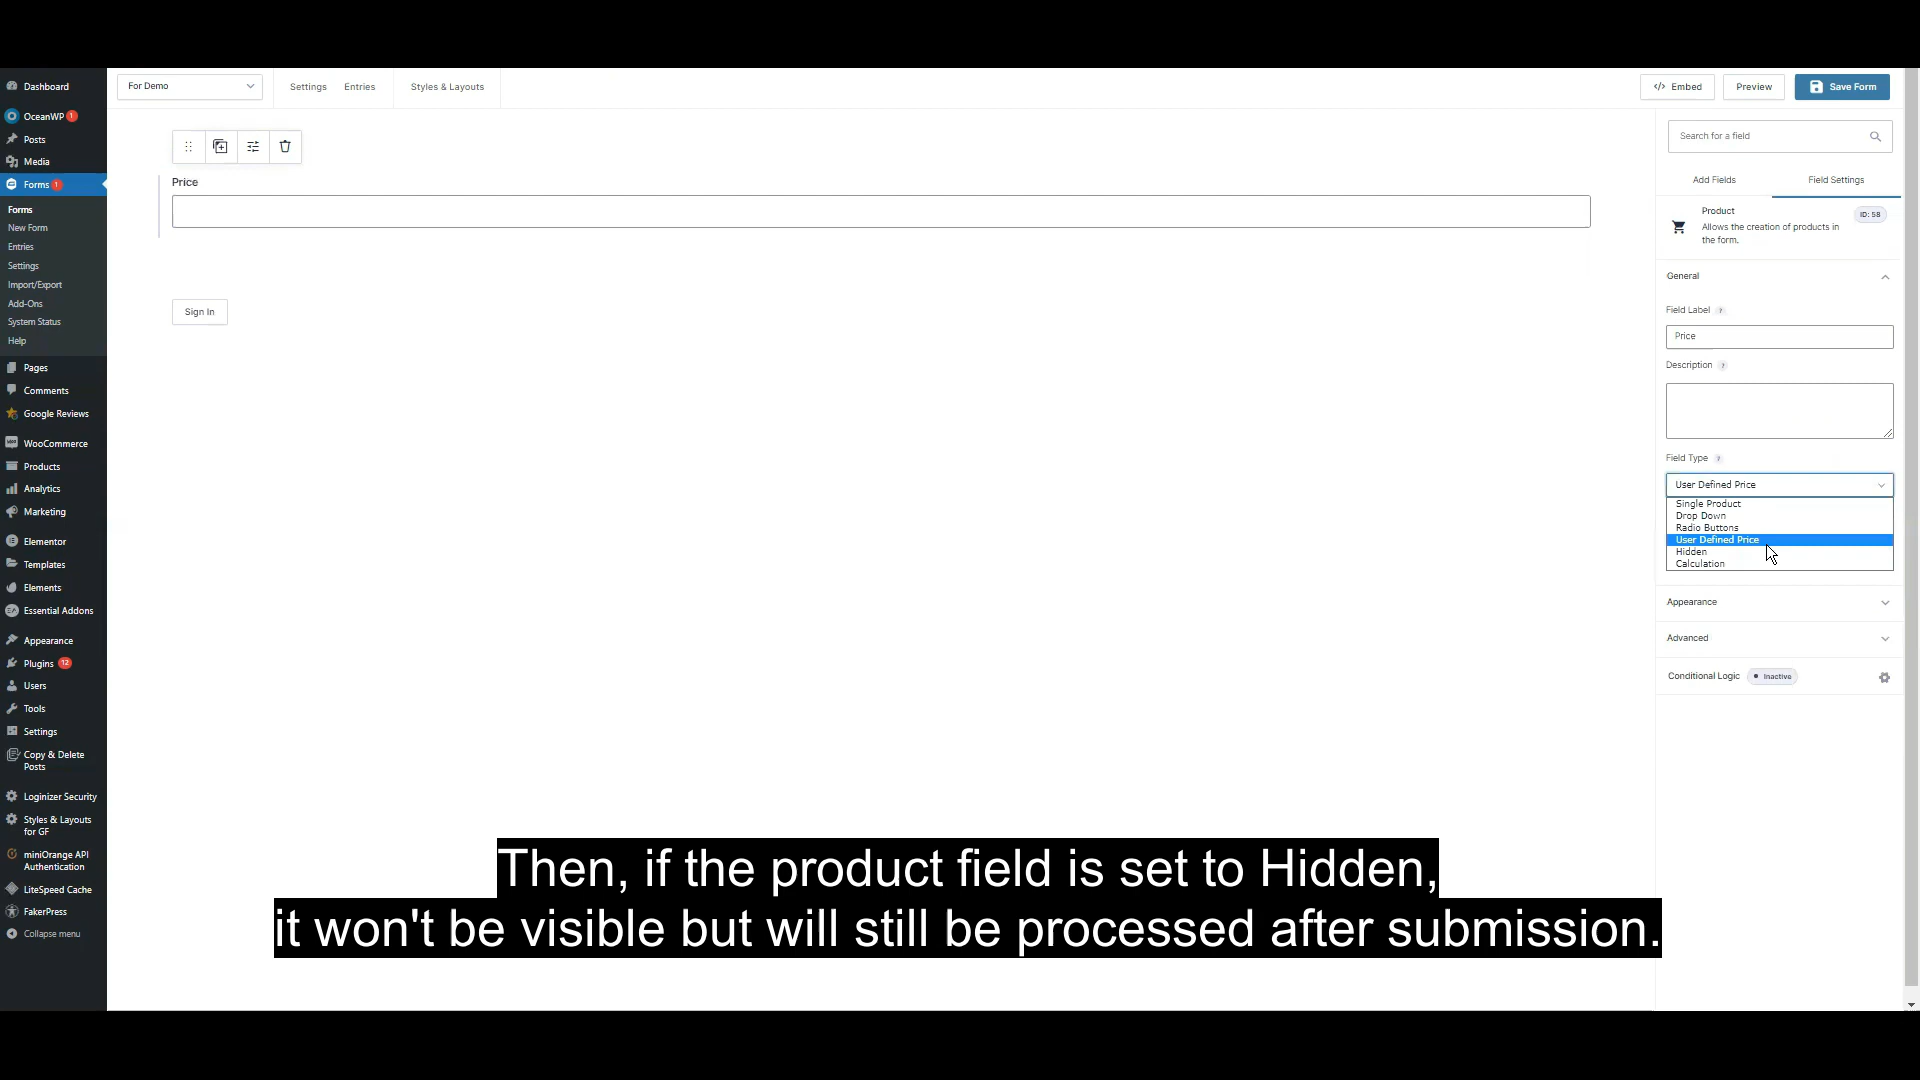 Dashboard
OceanWP 1
Posts
Media
Forms 1
Forms
New Form
Entries
Settings
Import/Export
Add-Ons
System Status
Help
Pages
Comments
Google Reviews
WooCommerce
Products
Analytics
Marketing
Elementor
Templates
Elements
Essential Addons
Appearance
Plugins 12
Users
Tools
Settings
Copy & Delete
Posts
Loginizer Security
Styles & Layouts
for GF
miniOrange API
Authentication
LiteSpeed Cache
FakerPress
Collapse menu
For Demo
Settings
Entries
Styles & Layouts
</> Embed
Preview
Save Form
Price
Sign In
Search for a field
Add Fields
Field Settings
Product
ID: 58
Allows the creation of products in
the form.
General
Field Label ?
Price
Description ?
Field Type ?
User Defined Price
Single Product
Drop Down
Radio Buttons
User Defined Price
Hidden
Calculation
Appearance
Advanced
Conditional Logic
Inactive
Then, if the product field is set to Hidden,
it won't be visible but will still be processed after submission.